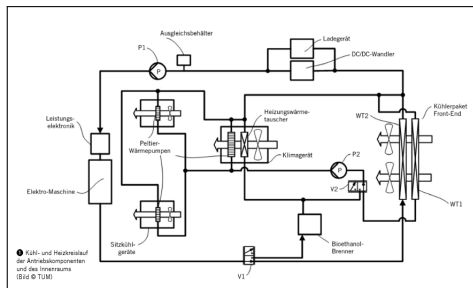 Ausgleichsbehälter
P1
P
Ladegerät
DC/DC-Wandler
Leistungs-
elektronik
Elektro-Maschine
Peltier-
Wärmepumpen
Heizungswärme-
tauscher
Klimagerät
P2
P
V2
WT2
Kühlerpaket
Front-End
WT1
Sitzkühl-
geräte
V1
Bioethanol-
Brenner
❶ Kühl- und Heizkreislauf
der Antriebskomponenten
und des Innenraums
(Bild © TUM)